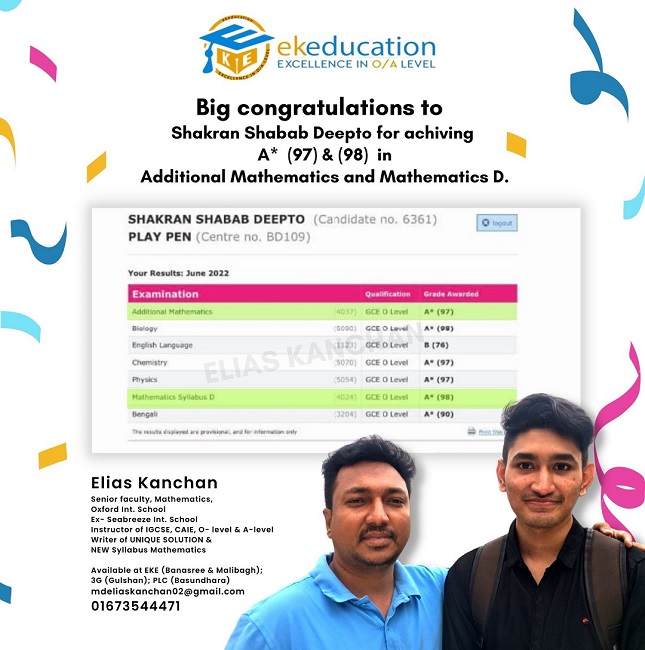 EKE
EXCELLENCE IN O/A LEVEL
ekeducation
EXCELLENCE IN O/A LEVEL
Big congratulations to
Shakran Shabab Deepto for achiving
A* (97) & (98) in
Additional Mathematics and Mathematics D.
SHAKRAN SHABAB DEEPTO (Candidate no. 6361)
logout
PLAY PEN (Centre no. BD109)
Your Results: June 2022
Examination Qualification Grade Awarded
Additional Mathematics (4037) GCE O Level A* (97)
Biology (5090) GCE O Level A* (98)
English Language (1123) GCE O Level B (76)
Chemistry (5070) GCE O Level A* (97)
Physics (5054) GCE O Level A* (97)
Mathematics Syllabus D (4024) GCE O Level A* (98)
Bengali (3204) GCE O Level A* (90)
The results displayed are provisional, and for information only
Print this
ELIAS KANCHAN
Elias Kanchan
Senior faculty, Mathematics,
Oxford Int. School
Ex- Seabreeze Int. School
Instructor of IGCSE, CAIE, O- level & A-level
Writer of UNIQUE SOLUTION &
NEW Syllabus Mathematics
Available at EKE (Banasree & Malibagh);
3G (Gulshan); PLC (Basundhara)
mdeliaskanchan02@gmail.com
01673544471